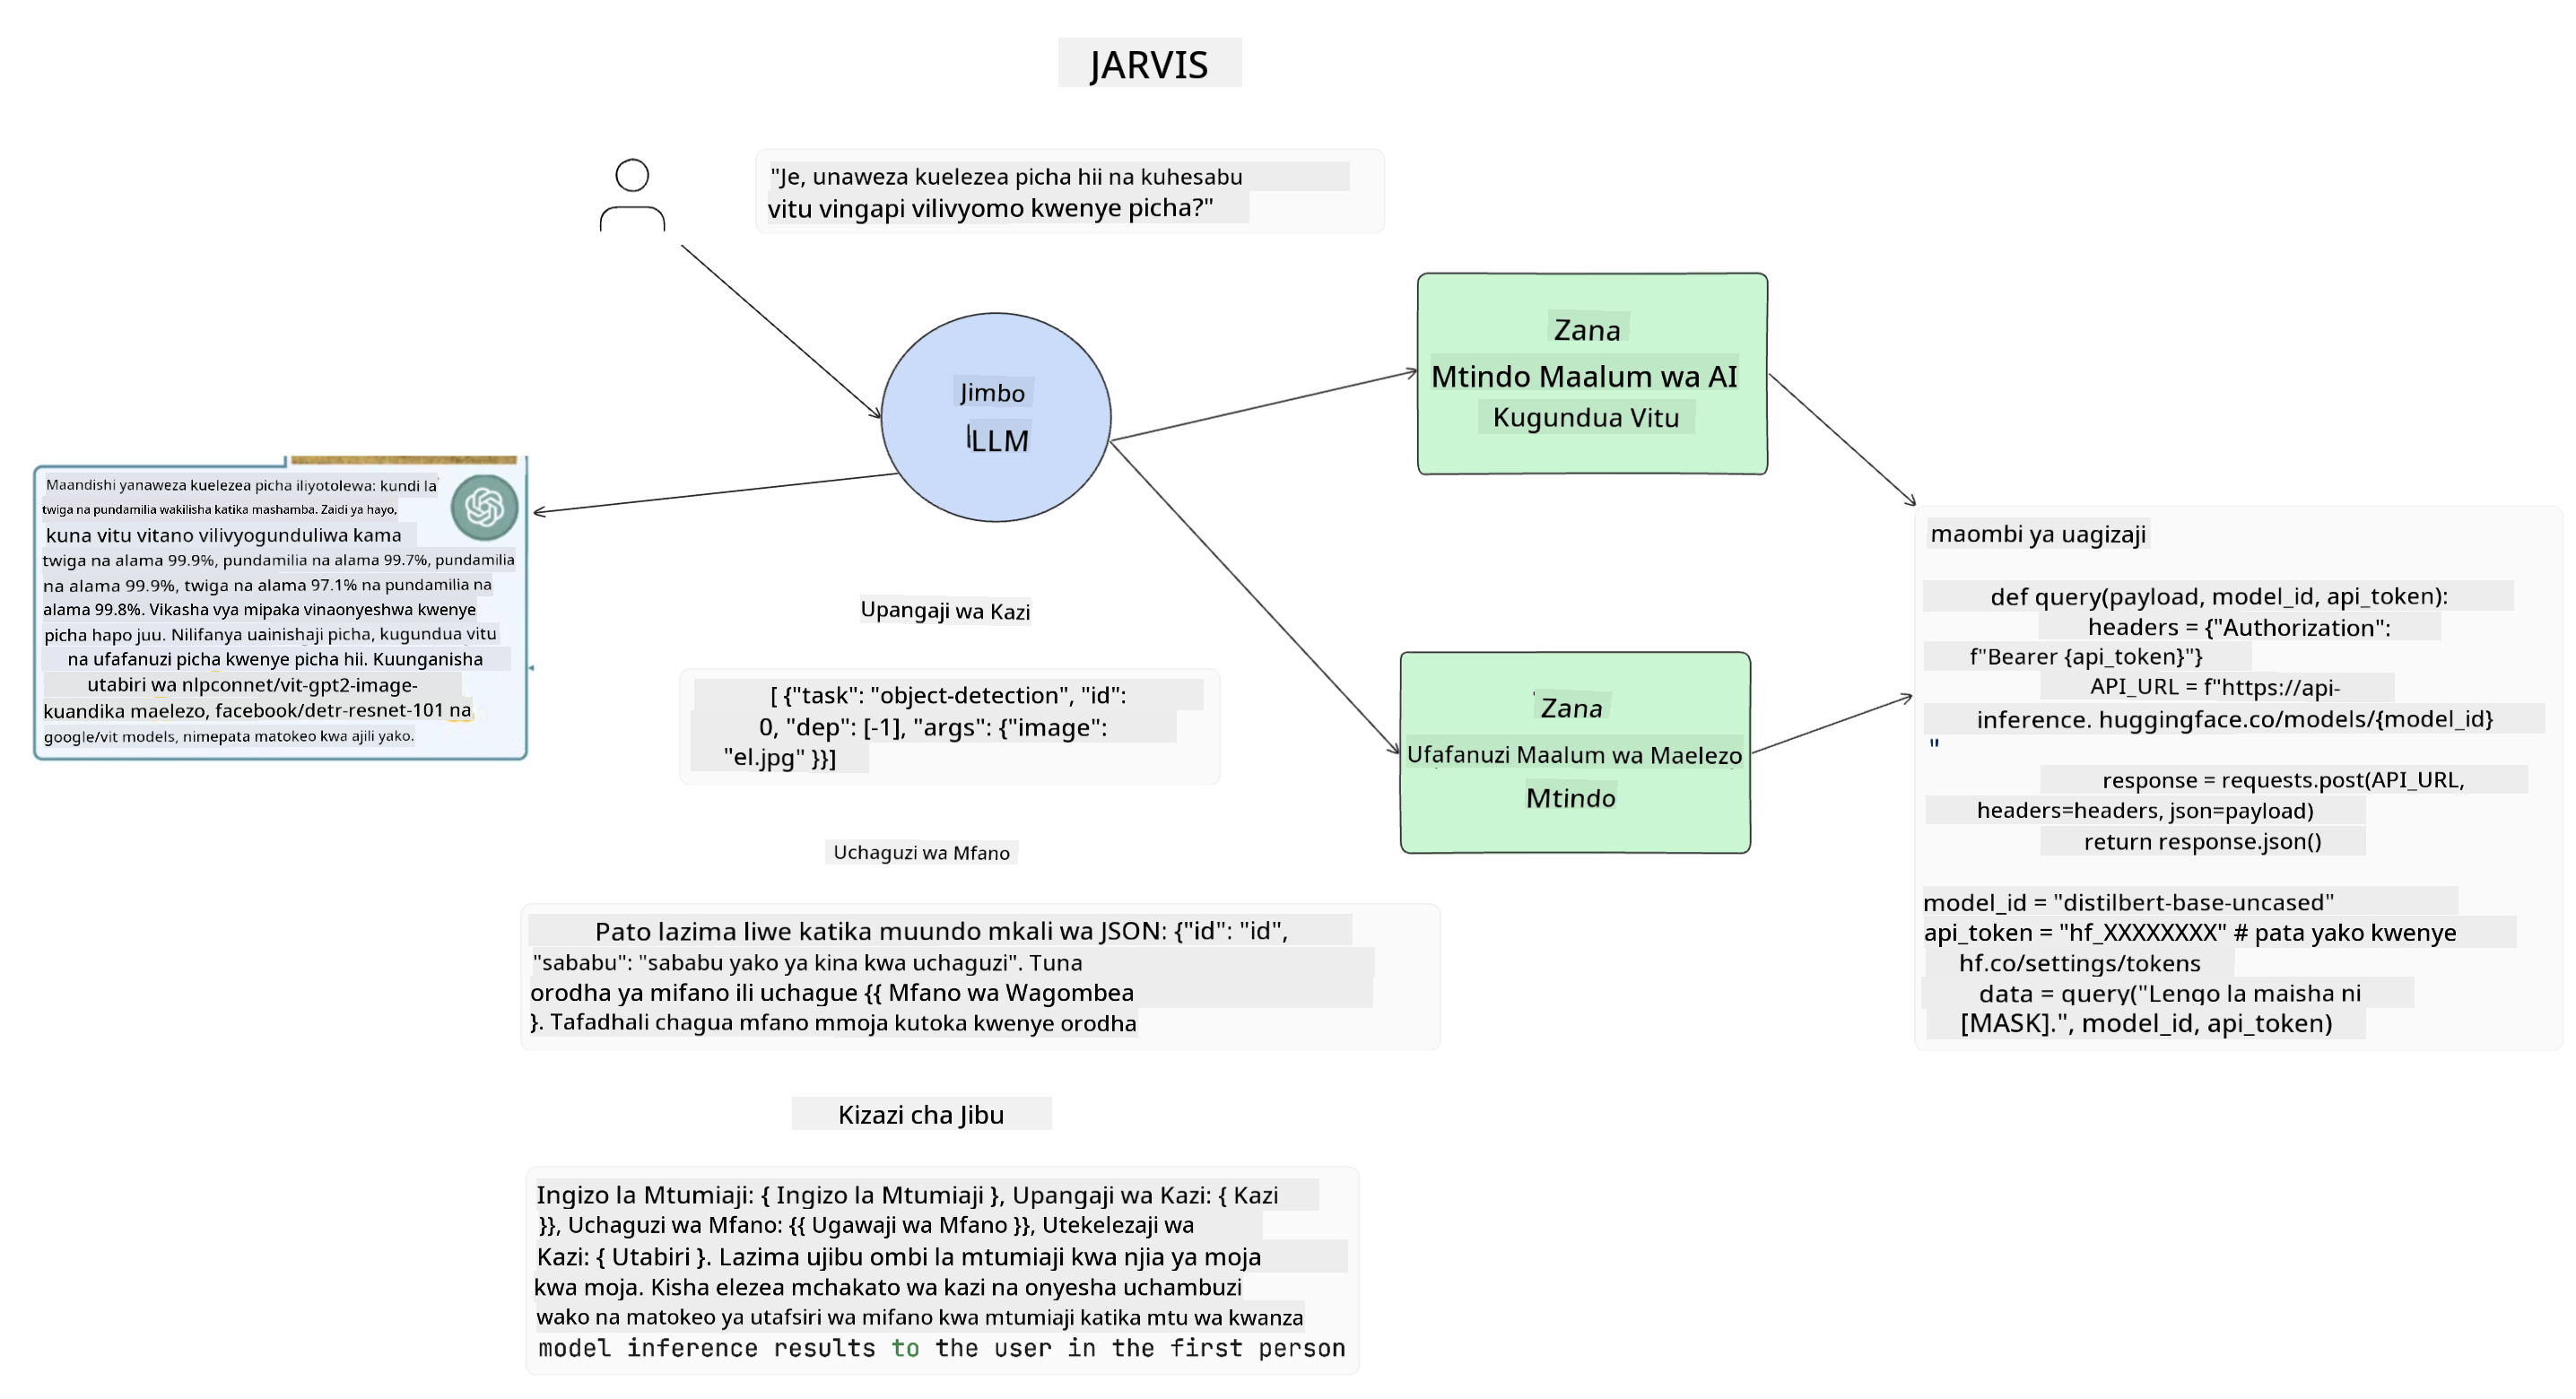 JARVIS
"Je, unaweza kuelezea picha hii na kuhesabu
vitu vingapi vilivyomo kwenye picha?"
Jimbo
LLM
Zana
Mtindo Maalum wa AI
Kugundua Vitu
Maandishi yanaweza kuelezea picha iliyotolewa: kundi la
twiga na pundamilia wakilisha katika mashamba. Zaidi ya hayo,
kuna vitu vitano vilivyogunduliwa kama
twiga na alama 99.9%, pundamilia na alama 99.7%, pundamilia
na alama 99.9%, twiga na alama 97.1% na pundamilia na
alama 99.8%. Vikasha vya mipaka vinaonyeshwa kwenye
picha hapo juu. Nilifanya uainishaji picha, kugundua vitu
na ufafanuzi picha kwenye picha hii. Kuunganisha
utabiri wa nlpconnet/vit-gpt2-image-
kuandika maelezo, facebook/detr-resnet-101 na
google/vit models, nimepata matokeo kwa ajili yako.
Upangaji wa Kazi
[ {"task": "object-detection", "id":
0, "dep": [-1], "args": {"image":
"el.jpg" }}]
Zana
Ufafanuzi Maalum wa Maelezo
Mtindo
maombi ya uagizaji
def query(payload, model_id, api_token):
headers = {"Authorization":
f"Bearer {api_token}"}
API_URL = f"https://api-
inference. huggingface.co/models/{model_id}
"
response = requests.post(API_URL,
headers=headers, json=payload)
return response.json()
model_id = "distilbert-base-uncased"
api_token = "hf_XXXXXXXX" # pata yako kwenye
hf.co/settings/tokens
data = query("Lengo la maisha ni
[MASK].", model_id, api_token)
Uchaguzi wa Mfano
Pato lazima liwe katika muundo mkali wa JSON: {"id": "id",
"sababu": "sababu yako ya kina kwa uchaguzi". Tuna
orodha ya mifano ili uchague {{ Mfano wa Wagombea
}. Tafadhali chagua mfano mmoja kutoka kwenye orodha
Kizazi cha Jibu
Ingizo la Mtumiaji: { Ingizo la Mtumiaji }, Upangaji wa Kazi: { Kazi
}}, Uchaguzi wa Mfano: {{ Ugawaji wa Mfano }}, Utekelezaji wa
Kazi: { Utabiri }. Lazima ujibu ombi la mtumiaji kwa njia ya moja
kwa moja. Kisha elezea mchakato wa kazi na onyesha uchambuzi
wako na matokeo ya utafsiri wa mifano kwa mtumiaji katika mtu wa kwanza
model inference results to the user in the first person